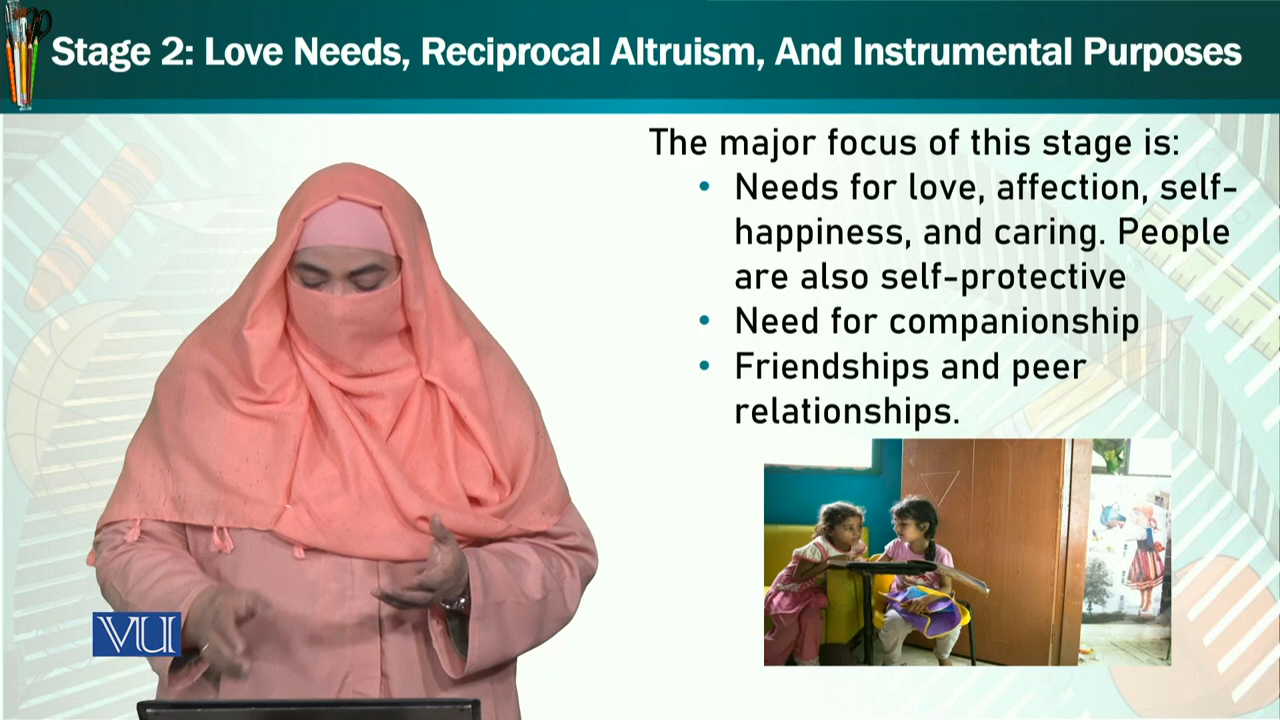 Stage 2: Love Needs, Reciprocal Altruism, And Instrumental Purposes
The major focus of this stage is:
• Needs for love, affection, self-
happiness, and caring. People
are also self-protective
• Need for companionship
• Friendships and peer
relationships.
VU